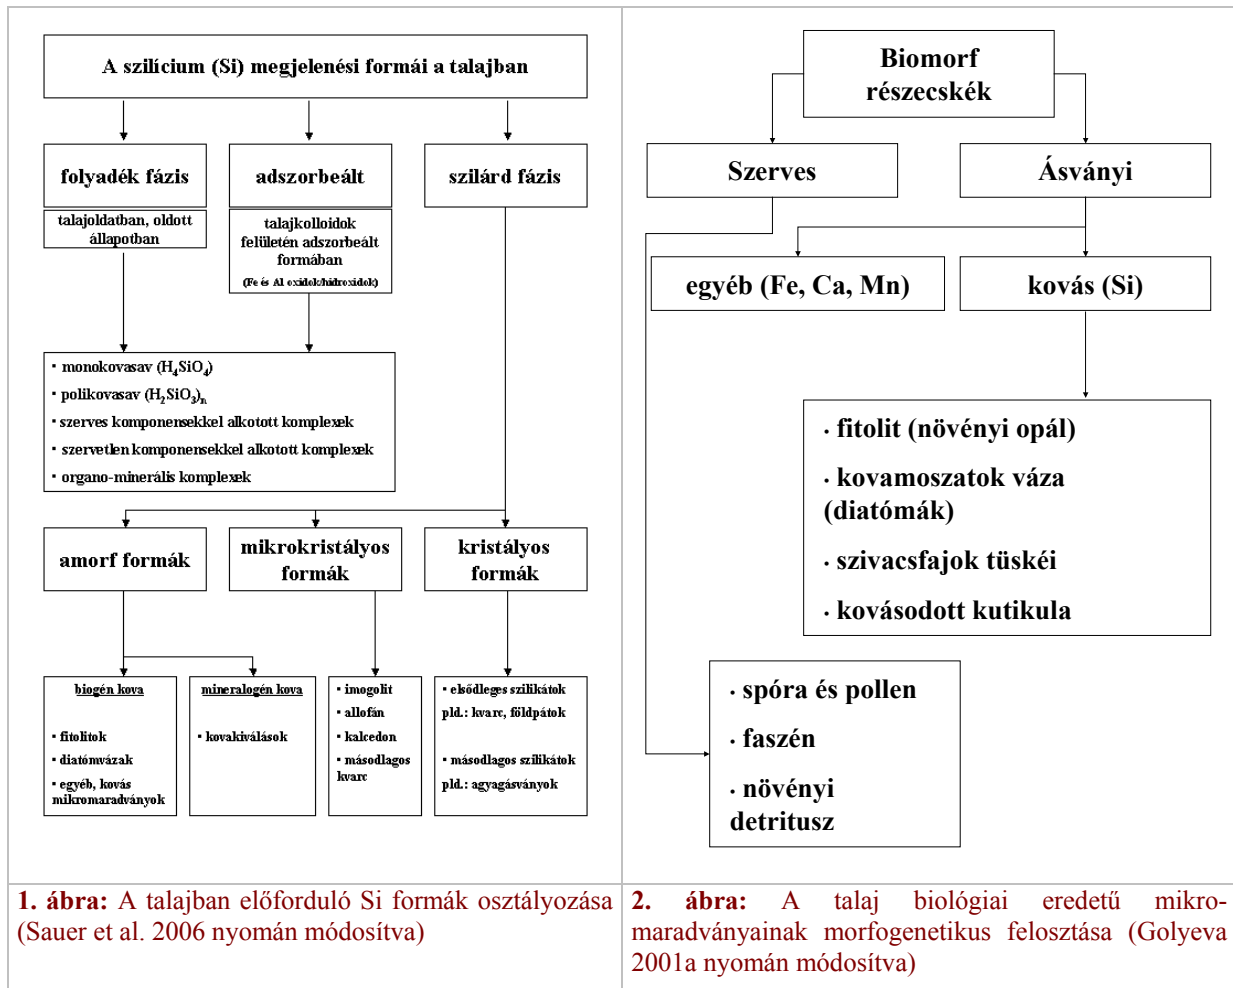 A szilícium (Si) megjelenési formái a talajban
folyadék fázis
adszorbeált
szilárd fázis
talajoldatban, oldott
állapotban
talajkolloidok
felületén adszorbeált
formában
(Fe és Al oxidok/hidroxidok)
▪ monokovasav (H₄SiO₄)
▪ polikovasav (H₂SiO₃)ₙ
▪ szerves komponensekkel alkotott komplexek
▪ szervetlen komponensekkel alkotott komplexek
▪ organo-minerális komplexek
amorf formák
mikrokristályos
formák
kristályos
formák
biogén kova
▪ fitolitok
▪ diatómvázak
▪ egyéb, kovás
mikromaradványok
mineralogén kova
▪ kovakiválások
▪ imogolit
▪ allofán
▪ kalcedon
▪ másodlagos
kvarc
▪ elsődleges szilikátok
pld.: kvarc, földpátok
▪ másodlagos szilikátok
pld.: agyagásványok
1. ábra: A talajban előforduló Si formák osztályozása
(Sauer et al. 2006 nyomán módosítva)
Biomorf
részecskék
Szerves
Ásványi
egyéb (Fe, Ca, Mn)
kovás (Si)
· fitolit (növényi opál)
· kovamoszatok váza
(diatómák)
· szivacsfajok tüskéi
· kovásodott kutikula
· spóra és pollen
· faszén
· növényi
detritusz
2. ábra: A talaj biológiai eredetű mikro-
maradványainak morfogenetikus felosztása (Golyeva
2001a nyomán módosítva)